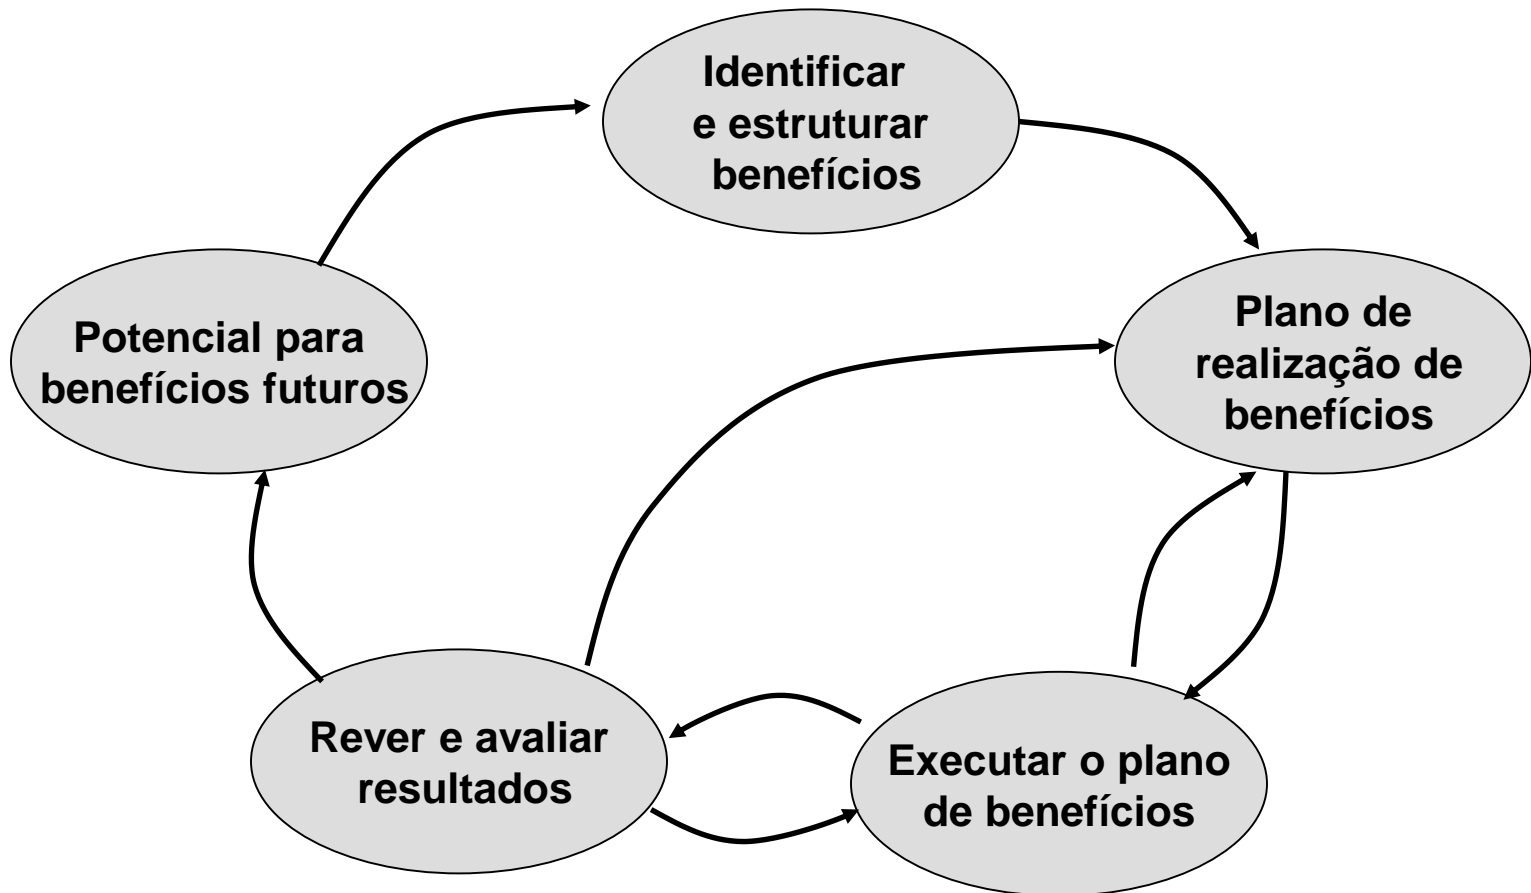 Identificar
e estruturar
benefícios
Plano de
realização de
benefícios
Potencial para
benefícios futuros
Rever e avaliar
resultados
Executar o plano
de benefícios